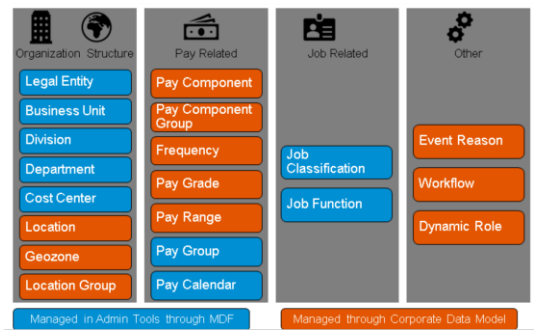 Organization Structure
Legal Entity
Business Unit
Division
Department
Cost Center
Location
Geozone
Location Group
Pay Related
Pay Component
Pay Component
Group
Frequency
Pay Grade
Pay Range
Pay Group
Pay Calendar
Job Related
Job
Classification
Job Function
Other
Event Reason
Workflow
Dynamic Role
Managed in Admin Tools through MDF
Managed through Corporate Data Model